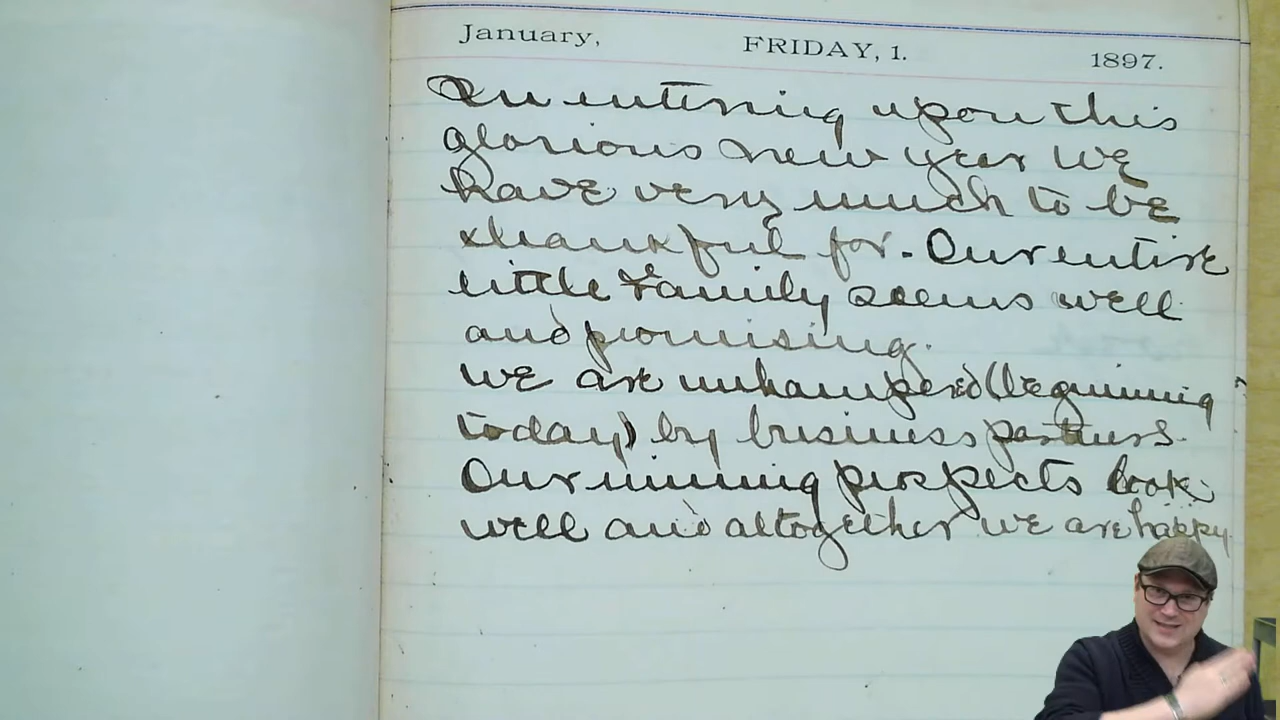 January, FRIDAY, 1. 1897.
On entering upon this
glorious new year we
have very much to be
thankful for. Our entire
little family seems well
and promising.
we are unhampered (beginning
today) by business partners.
Our mining prospects look
well and altogether we are happy.